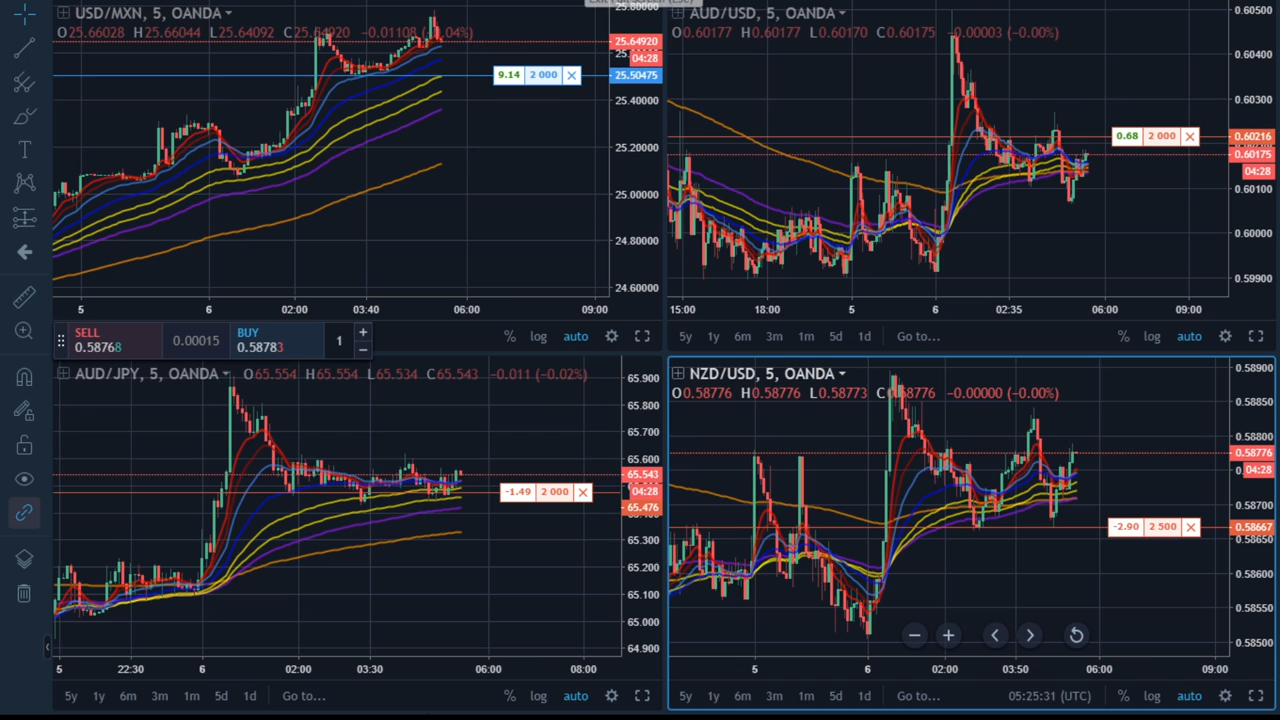 USD/MXN, 5, OANDA
O25.66028 H25.66044 L25.64092 C25.64920 -0.01108
25.64920
04:28
9.14 2 000 ×
25.50475
25.40000
25.20000
25.00000
24.80000
24.60000
5 6 02:00 03:40 06:00 09:00
AUD/USD, 5, OANDA
O0.60177 H0.60177 L0.60170 C0.60175 -0.00003 (-0.00%)
0.60500
0.60400
0.60300
0.68 2 000 ×
0.60216
0.60175
04:28
0.60100
0.60000
0.59900
15:00 18:00 5 6 02:35 06:00 09:00
SELL
0.58768
0.00015
BUY
0.58783
1
+
−
% log auto
5y 1y 6m 3m 1m 5d 1d Go to... % log auto
AUD/JPY, 5, OANDA O65.554 H65.554 L65.534 C65.543 -0.011 (-0.02%)
65.900
65.800
65.700
65.600
65.543
04:28
-1.49 2 000 ×
65.476
65.300
65.200
65.100
65.000
64.900
5 22:30 6 02:00 03:30 06:00 08:00
5y 1y 6m 3m 1m 5d 1d Go to... % log auto
NZD/USD, 5, OANDA
O0.58776 H0.58776 L0.58773 C0.58776 -0.00000 (-0.00%)
0.58900
0.58850
0.58800
0.58776
04:28
0.58700
-2.90 2 500 ×
0.58667
0.58650
0.58600
0.58550
0.58500
5 6 02:00 03:50 06:00 09:00
5y 1y 6m 3m 1m 5d 1d Go to... 05:25:31 (UTC) % log auto